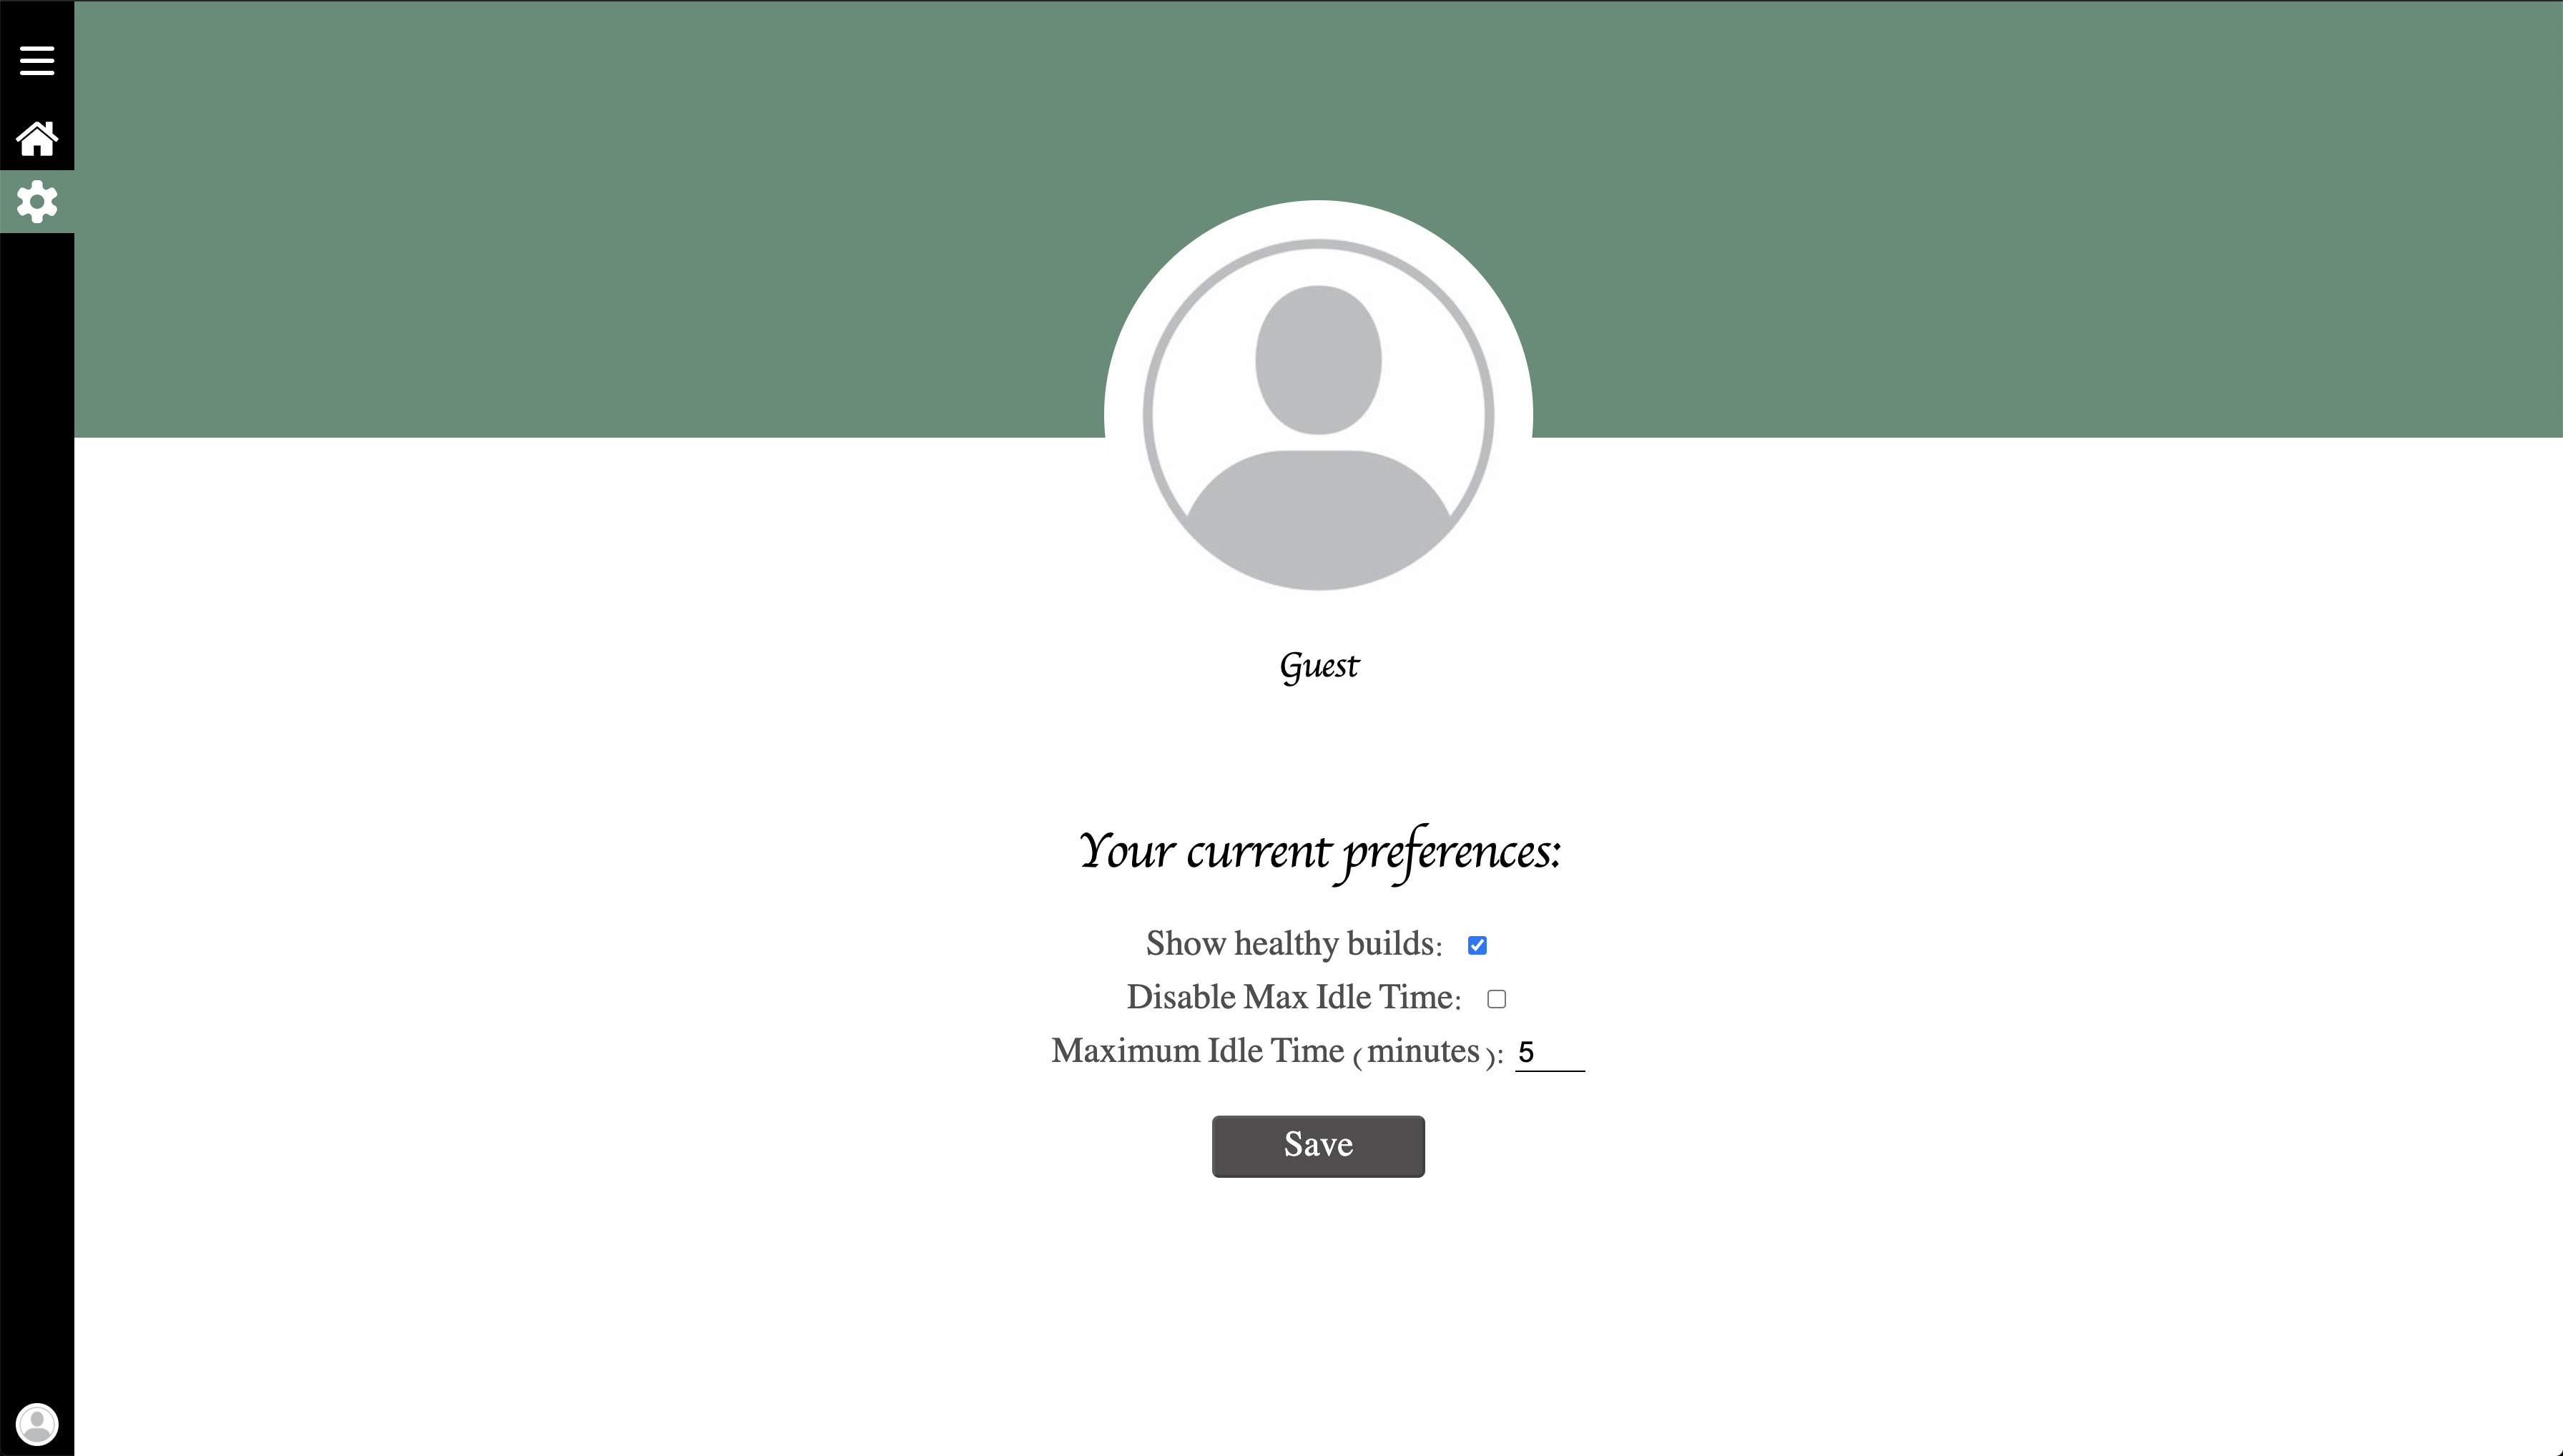 Guest
Your current preferences:
Show healthy builds:
Disable Max Idle Time:
Maximum Idle Time (minutes): 5
Save